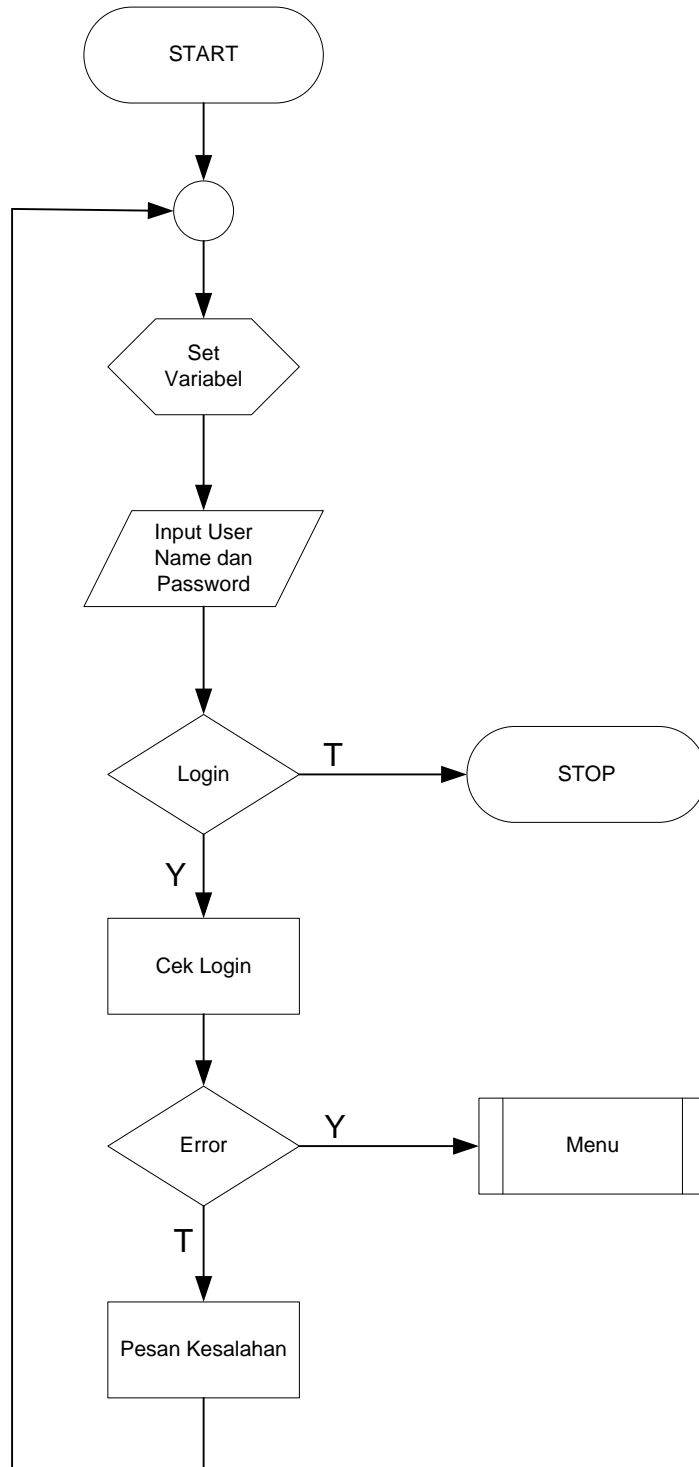 START
Set
Variabel
Input User
Name dan
Password
Login
T
STOP
Y
Cek Login
Error
Y
Menu
T
Pesan Kesalahan